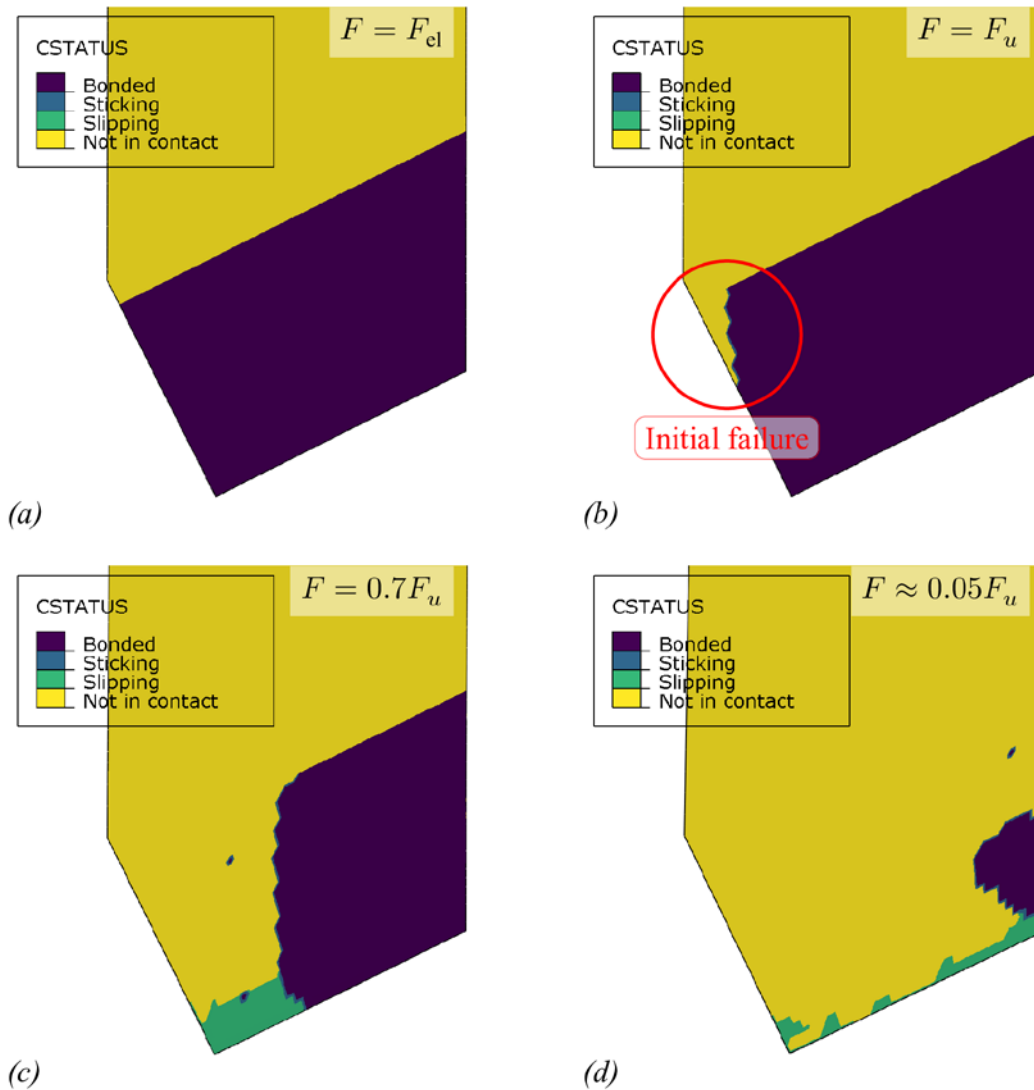 F = F_el
CSTATUS
Bonded
Sticking
Slipping
Not in contact
(a)
F = F_u
CSTATUS
Bonded
Sticking
Slipping
Not in contact
Initial failure
(b)
F = 0.7F_u
CSTATUS
Bonded
Sticking
Slipping
Not in contact
(c)
F ≈ 0.05F_u
CSTATUS
Bonded
Sticking
Slipping
Not in contact
(d)